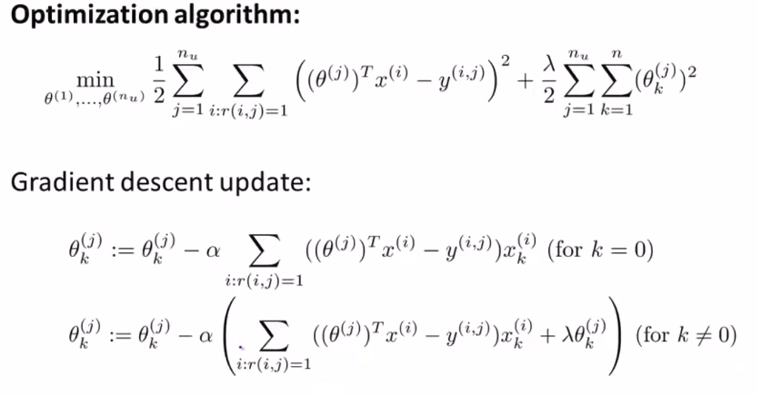 Optimization algorithm:
min_{θ^{(1)},...,θ^{(n_u)}} \frac{1}{2} \sum_{j=1}^{n_u} \sum_{i:r(i,j)=1} ((θ^{(j)})^T x^{(i)} − y^{(i,j)})^2 + \frac{λ}{2} \sum_{j=1}^{n_u} \sum_{k=1}^{n} (θ_k^{(j)})^2
Gradient descent update:
θ_k^{(j)} := θ_k^{(j)} − α \sum_{i:r(i,j)=1} ((θ^{(j)})^T x^{(i)} − y^{(i,j)}) x_k^{(i)} (for k = 0)
θ_k^{(j)} := θ_k^{(j)} − α ( \sum_{i:r(i,j)=1} ((θ^{(j)})^T x^{(i)} − y^{(i,j)}) x_k^{(i)} + λθ_k^{(j)} ) (for k ≠ 0)